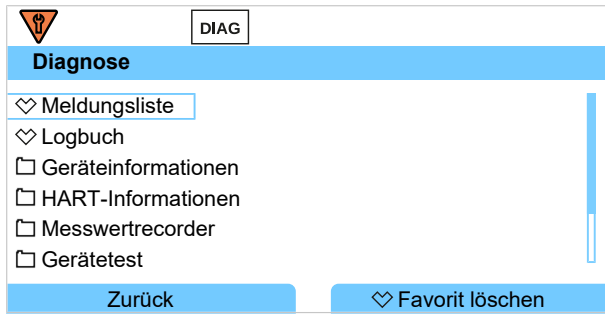 DIAG
Diagnose
Meldungsliste
Logbuch
Geräteinformationen
HART-Informationen
Messwertrecorder
Gerätetest
Zurück
Favorit löschen